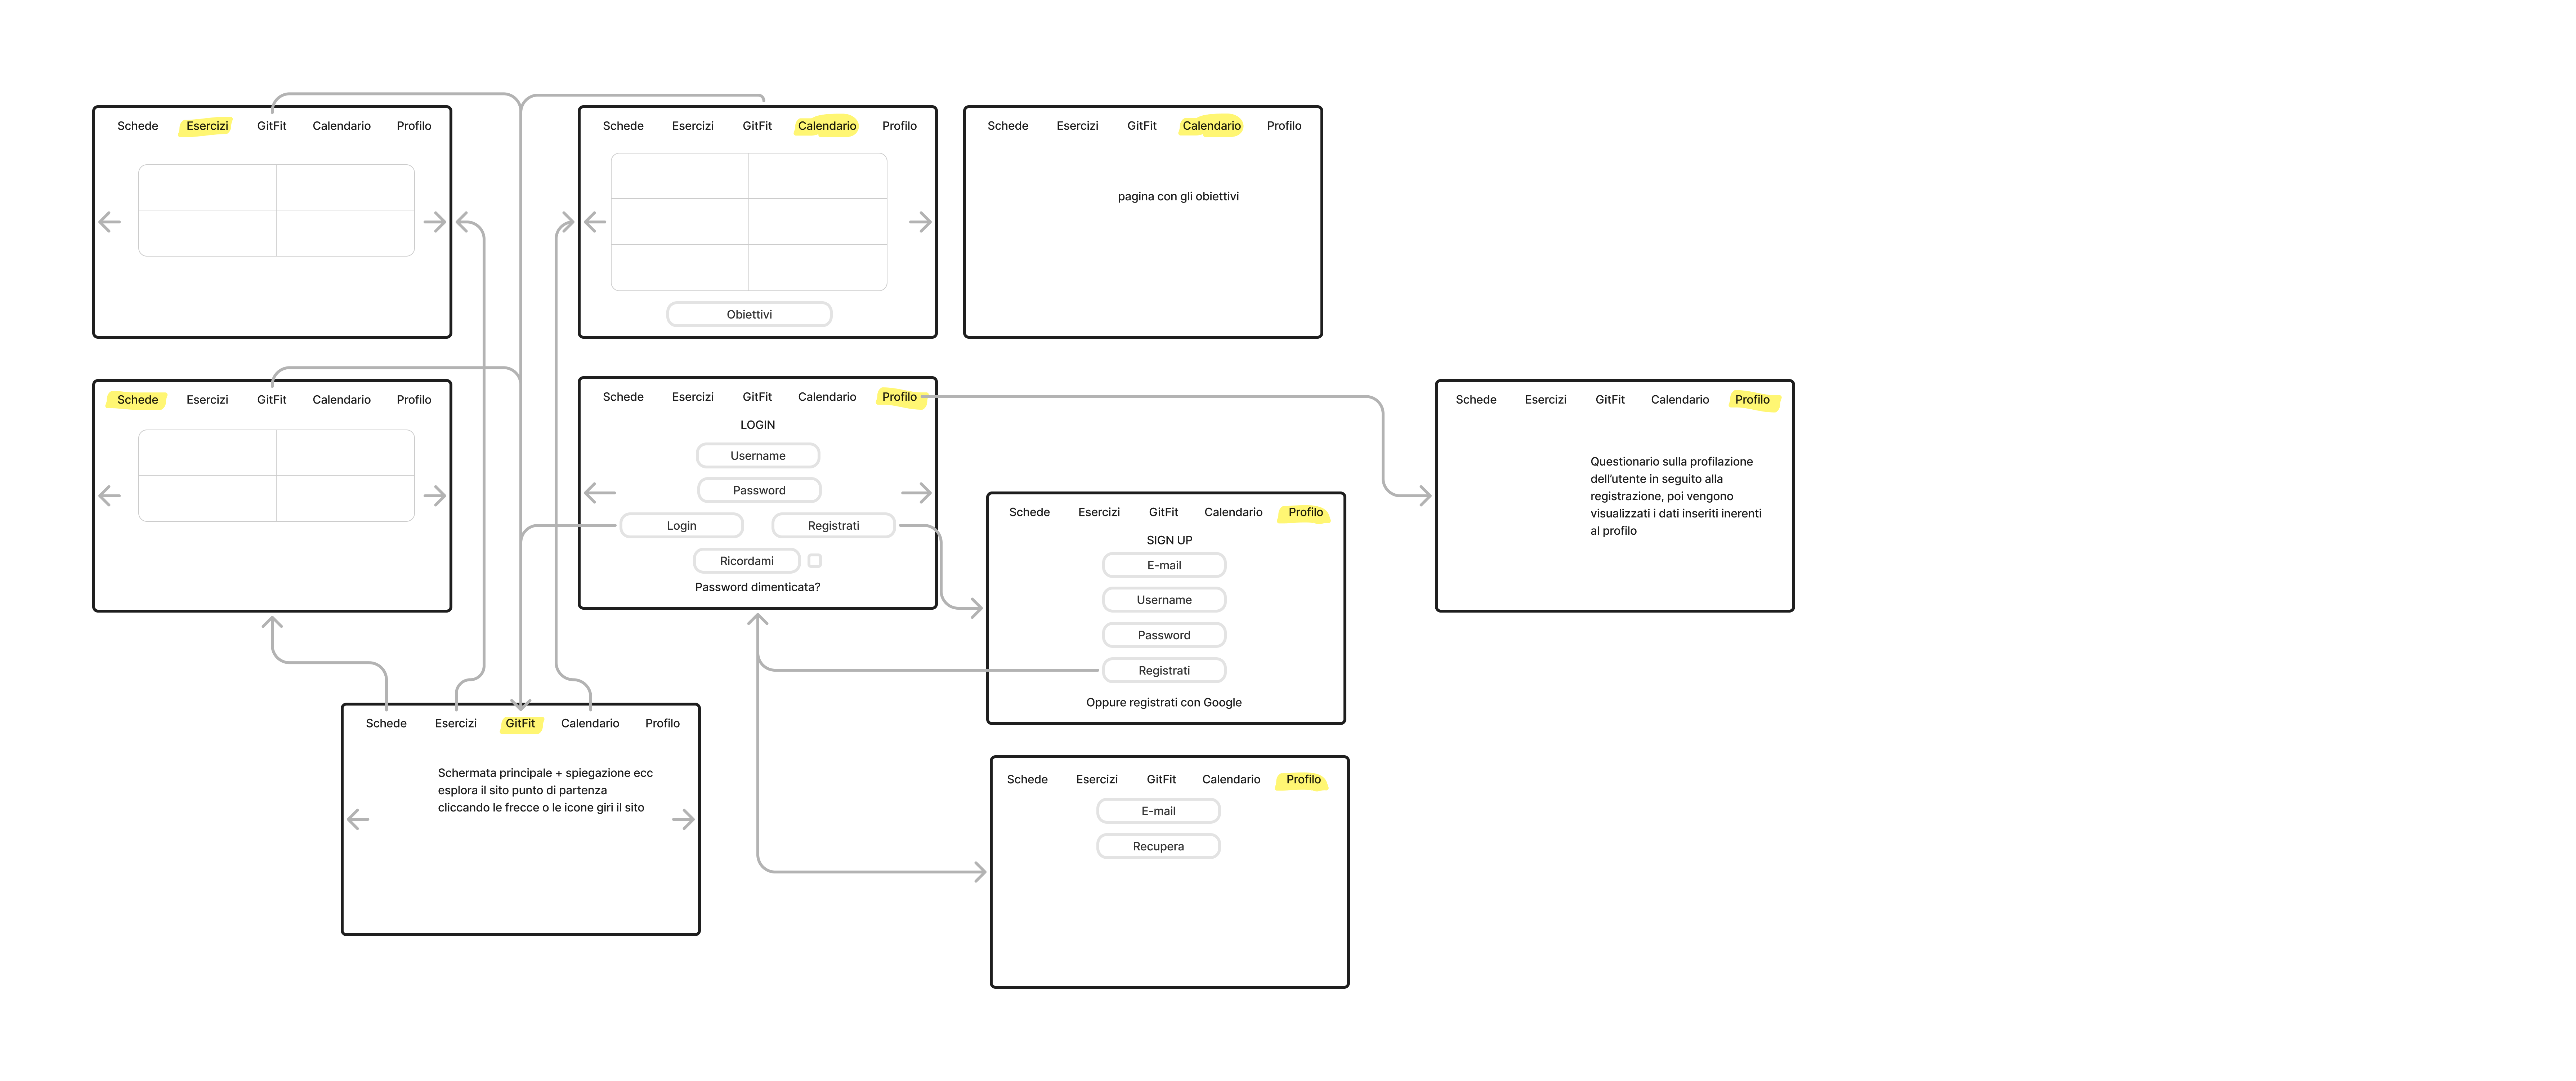 Schede Esercizi GitFit Calendario Profilo
Schede Esercizi GitFit Calendario Profilo
Obiettivi
Schede Esercizi GitFit Calendario Profilo
pagina con gli obiettivi
Schede Esercizi GitFit Calendario Profilo
Schede Esercizi GitFit Calendario Profilo
LOGIN
Username
Password
Login Registrati
Ricordami
Password dimenticata?
Schede Esercizi GitFit Calendario Profilo
Questionario sulla profilazione
dell'utente in seguito alla
registrazione, poi vengono
visualizzati i dati inseriti inerenti
al profilo
Schede Esercizi GitFit Calendario Profilo
SIGN UP
E-mail
Username
Password
Registrati
Oppure registrati con Google
Schede Esercizi GitFit Calendario Profilo
Schermata principale + spiegazione ecc
esplora il sito punto di partenza
cliccando le frecce o le icone giri il sito
Schede Esercizi GitFit Calendario Profilo
E-mail
Recupera